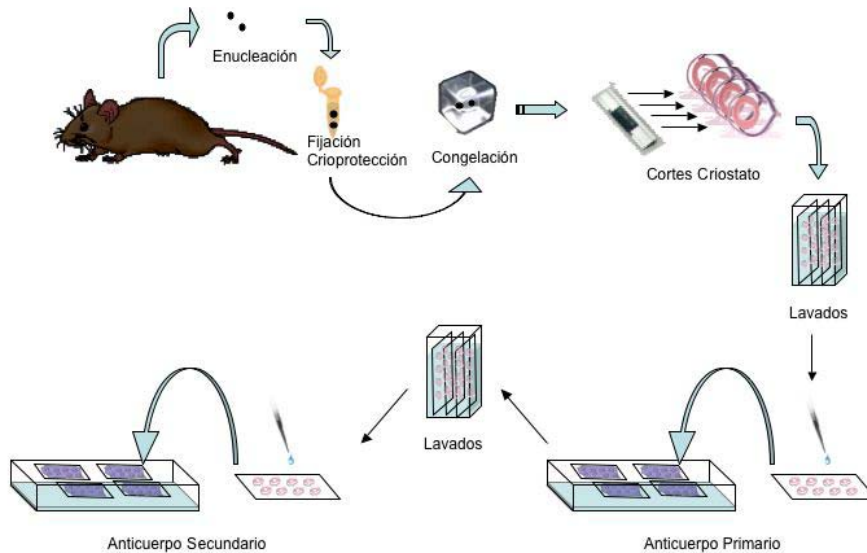 Enucleación
Fijación
Crioprotección
Congelación
Cortes Criostato
Lavados
Lavados
Anticuerpo Secundario
Anticuerpo Primario